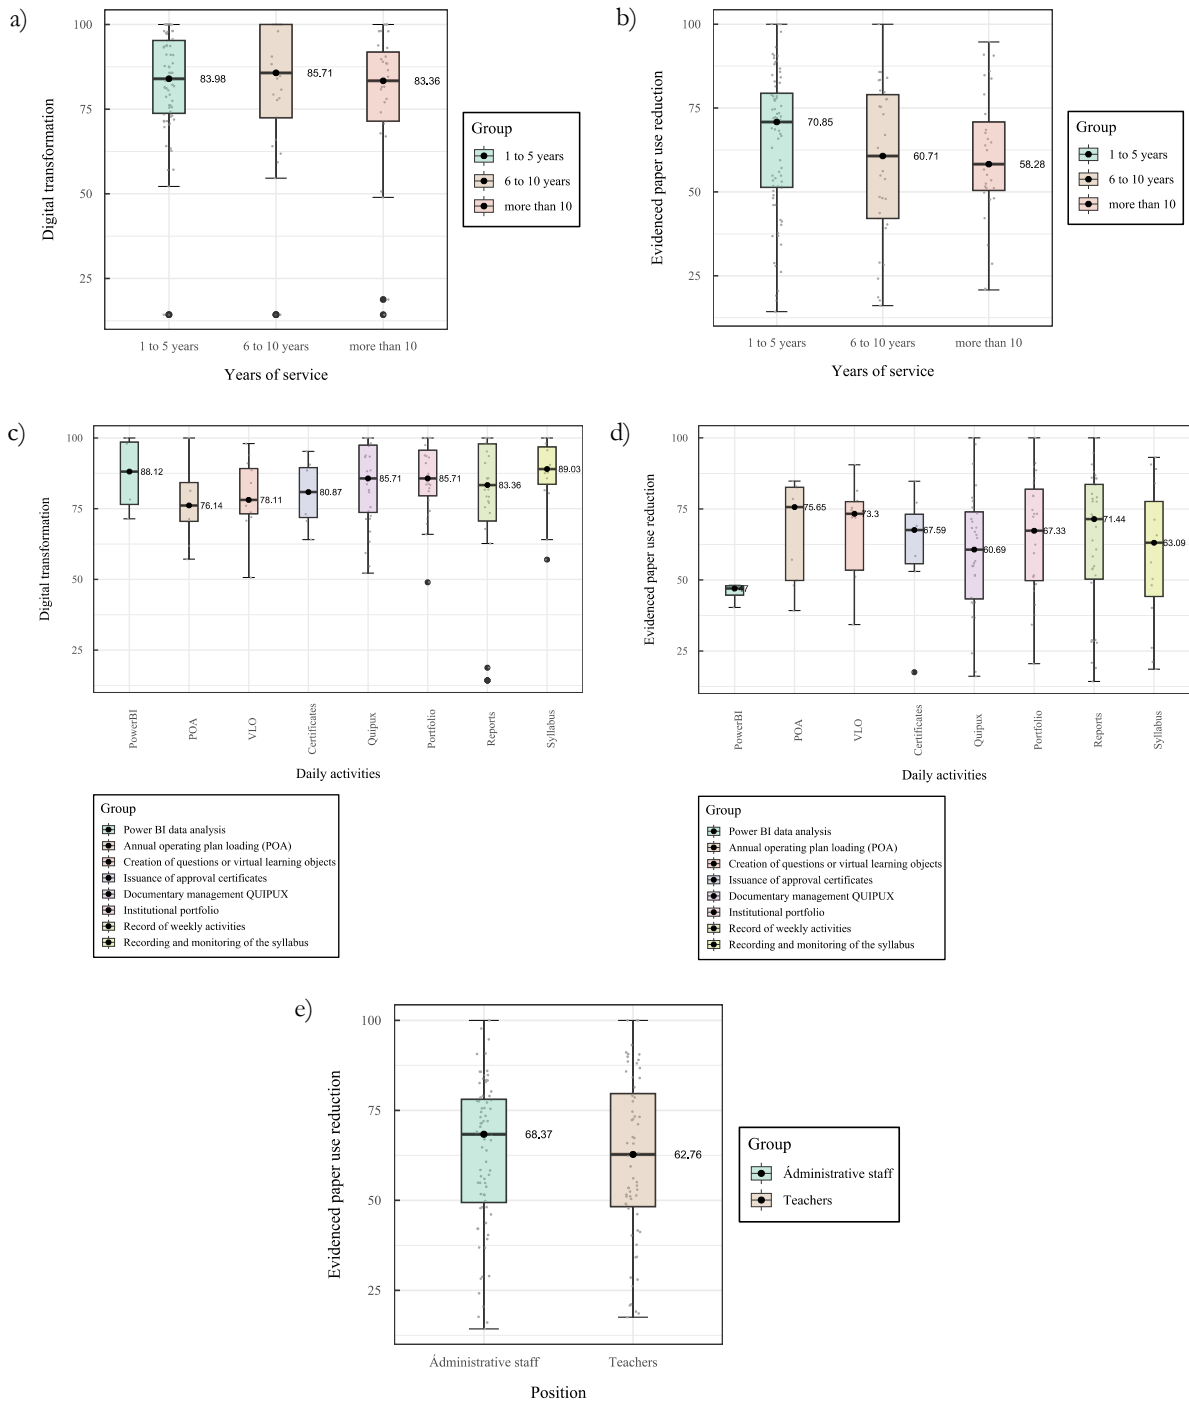 a)
Digital transformation
100
75
50
25
83.98
85.71
83.36
1 to 5 years
6 to 10 years
more than 10
Years of service
Group
1 to 5 years
6 to 10 years
more than 10
b)
Evidenced paper use reduction
100
75
50
25
70.85
60.71
58.28
1 to 5 years
6 to 10 years
more than 10
Years of service
Group
1 to 5 years
6 to 10 years
more than 10
c)
Digital transformation
100
75
50
25
88.12
76.14
78.11
80.87
85.71
85.71
83.36
89.03
PowerBI
POA
VLO
Certificates
Quipux
Portfolio
Reports
Syllabus
Daily activities
Group
Power BI data analysis
Annual operating plan loading (POA)
Creation of questions or virtual learning objects
Issuance of approval certificates
Documentary management QUIPUX
Institutional portfolio
Record of weekly activities
Recording and monitoring of the syllabus
d)
Evidenced paper use reduction
100
75
50
25
47
75.65
73.3
67.59
60.69
67.33
71.44
63.09
PowerBI
POA
VLO
Certificates
Quipux
Portfolio
Reports
Syllabus
Daily activities
Group
Power BI data analysis
Annual operating plan loading (POA)
Creation of questions or virtual learning objects
Issuance of approval certificates
Documentary management QUIPUX
Institutional portfolio
Record of weekly activities
Recording and monitoring of the syllabus
e)
Evidenced paper use reduction
100
75
50
25
68.37
62.76
Ádministrative staff
Teachers
Position
Group
Ádministrative staff
Teachers